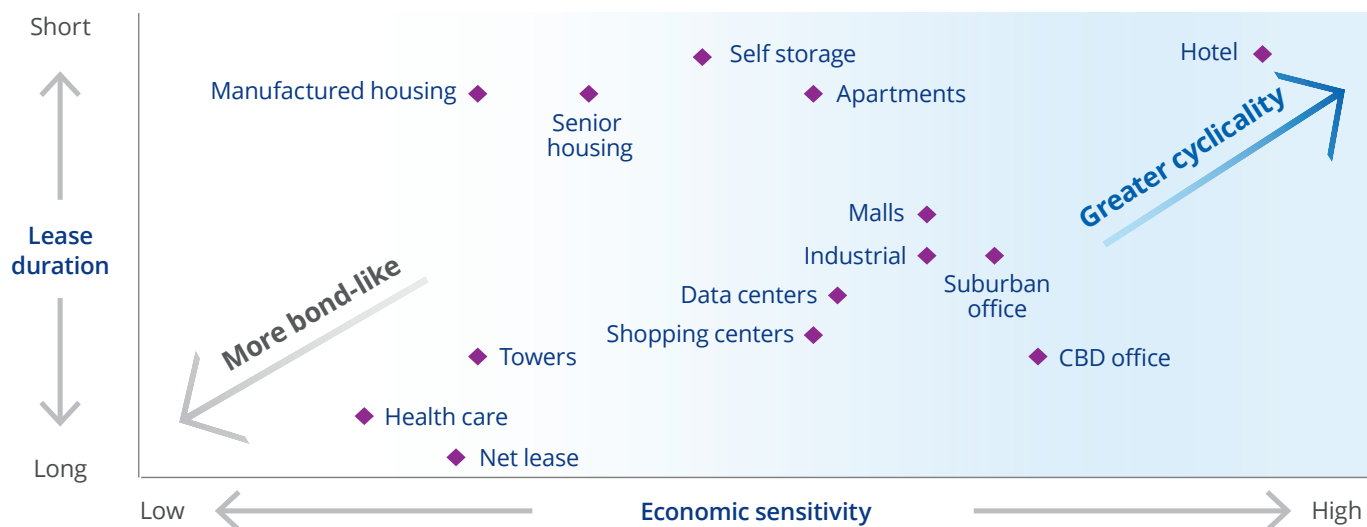 Short
Self storage
Hotel
Manufactured housing
Apartments
Senior
housing
Greater cyclicality
Malls
Lease
duration
Industrial
Suburban
office
More bond-like
Data centers
Shopping centers
Towers
CBD office
Health care
Net lease
Long
Low
Economic sensitivity
High